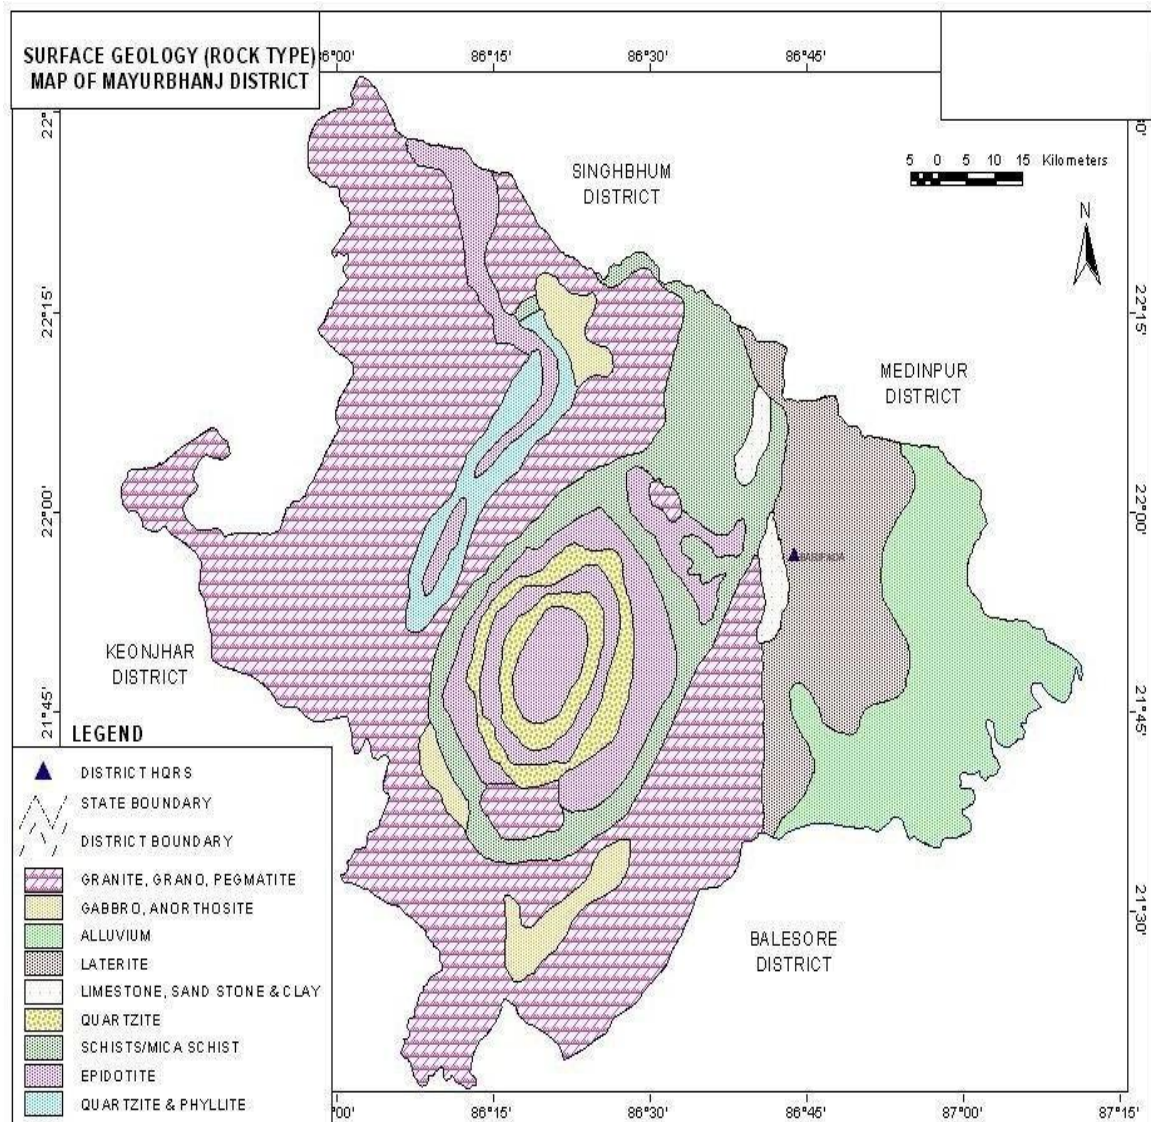 SURFACE GEOLOGY (ROCK TYPE)
MAP OF MAYURBHANJ DISTRICT
86°15'
86°30'
86°45'
5 0 5 10 15 Kilometers
N
SINGHBHUM
DISTRICT
22°15'
22°15'
MEDINPUR
DISTRICT
22°00'
22°00'
KEONJHAR
DISTRICT
21°45'
21°45'
LEGEND
DISTRICT HQRS
STATE BOUNDARY
DISTRICT BOUNDARY
GRANITE, GRANO, PEGMATITE
GABBRO, ANORTHOSITE
ALLUVIUM
LATERITE
LIMESTONE, SAND STONE & CLAY
QUARTZITE
SCHISTS/MICA SCHIST
EPIDOTITE
QUARTZITE & PHYLLITE
21°30'
BALESORE
DISTRICT
86°15'
86°30'
86°45'
87°00'
87°15'